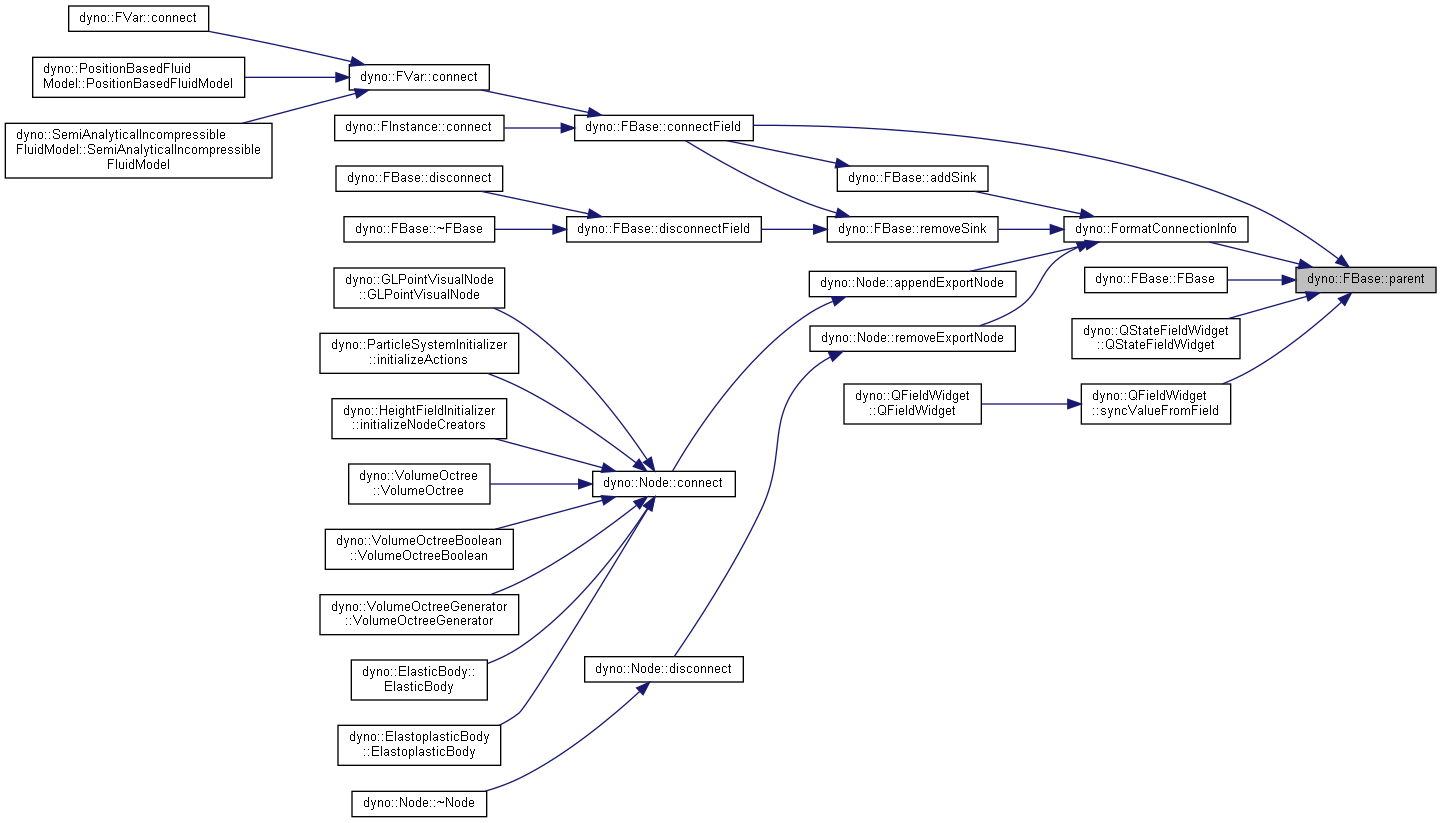 dyno::FVar::connect
dyno::PositionBasedFluid
Model::PositionBasedFluidModel
dyno::SemiAnalyticalIncompressible
FluidModel::SemiAnalyticalIncompressible
FluidModel
dyno::FVar::connect
dyno::FInstance::connect
dyno::FBase::disconnect
dyno::FBase::~FBase
dyno::GLPointVisualNode
::GLPointVisualNode
dyno::ParticleSystemInitializer
::initializeActions
dyno::HeightFieldInitializer
::initializeNodeCreators
dyno::VolumeOctree
::VolumeOctree
dyno::VolumeOctreeBoolean
::VolumeOctreeBoolean
dyno::VolumeOctreeGenerator
::VolumeOctreeGenerator
dyno::ElasticBody::
ElasticBody
dyno::ElastoplasticBody
::ElastoplasticBody
dyno::Node::~Node
dyno::FBase::connectField
dyno::FBase::disconnectField
dyno::Node::connect
dyno::Node::disconnect
dyno::FBase::addSink
dyno::FBase::removeSink
dyno::Node::appendExportNode
dyno::Node::removeExportNode
dyno::QFieldWidget
::QFieldWidget
dyno::FormatConnectionInfo
dyno::FBase::FBase
dyno::QStateFieldWidget
::QStateFieldWidget
dyno::QFieldWidget
::syncValueFromField
dyno::FBase::parent